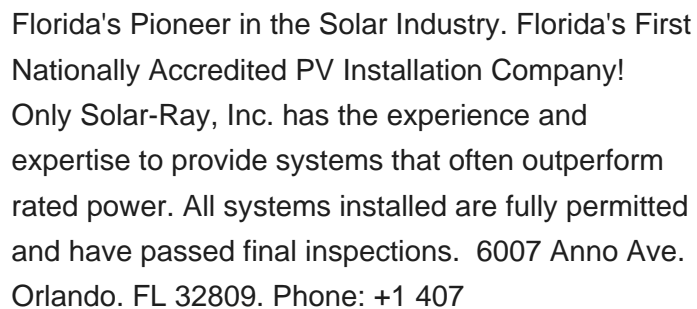 Florida's Pioneer in the Solar Industry. Florida's First
Nationally Accredited PV Installation Company!
Only Solar-Ray, Inc. has the experience and
expertise to provide systems that often outperform
rated power. All systems installed are fully permitted
and have passed final inspections.  6007 Anno Ave.
Orlando. FL 32809. Phone: +1 407